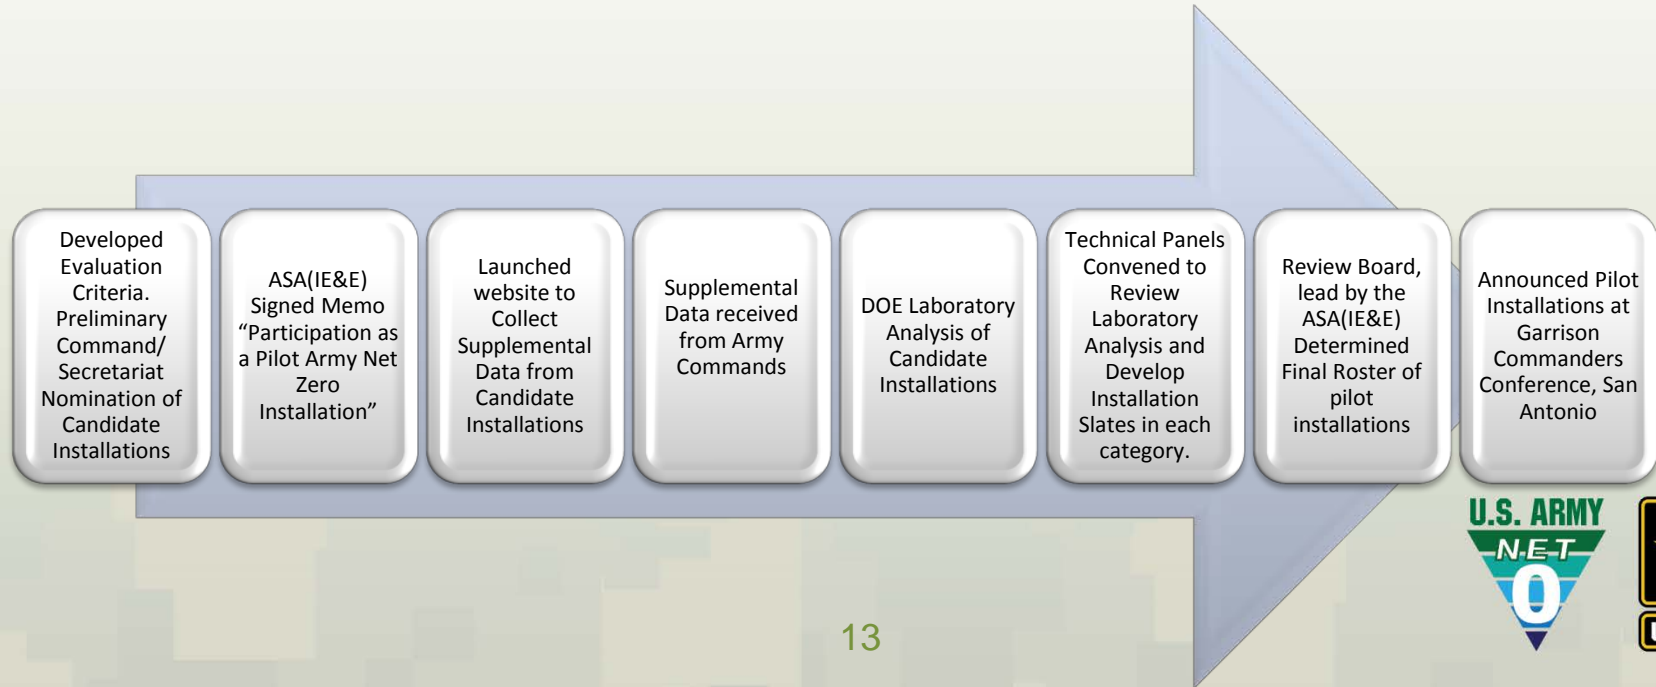 Developed
Evaluation
Criteria.
Preliminary
Command/
Secretariat
Nomination of
Candidate
Installations
ASA(IE&E)
Signed Memo
“Participation as
a Pilot Army Net
Zero
Installation”
Launched
website to
Collect
Supplemental
Data from
Candidate
Installations
Supplemental
Data received
from Army
Commands
DOE Laboratory
Analysis of
Candidate
Installations
Technical Panels
Convened to
Review
Laboratory
Analysis and
Develop
Installation
Slates in each
category.
Review Board,
lead by the
ASA(IE&E)
Determined
Final Roster of
pilot
installations
Announced Pilot
Installations at
Garrison
Commanders
Conference, San
Antonio
U.S. ARMY
NET
0
13